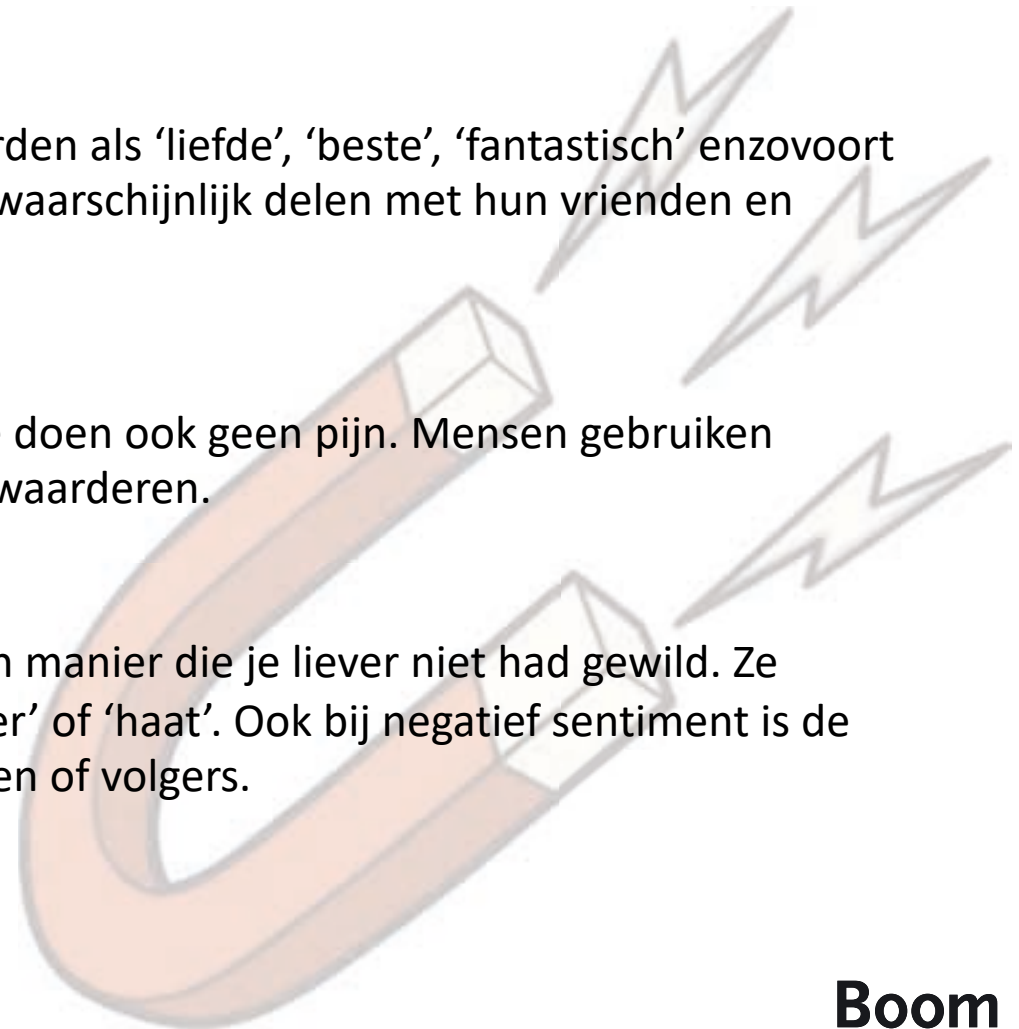 rden als ‘liefde’, ‘beste’, ‘fantastisch’ enzovoort
waarschijnlijk delen met hun vrienden en
doen ook geen pijn. Mensen gebruiken
waarderen.
n manier die je liever niet had gewild. Ze
er’ of ‘haat’. Ook bij negatief sentiment is de
en of volgers.
Boom